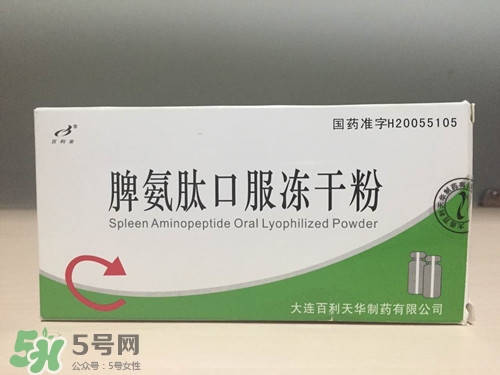 国药准字H20055105
百利®
脾氨肽口服冻干粉
Spleen Aminopeptide Oral Lyophilized Powder
大连百利天华制药有限公司
5号网
公众号：5号女性